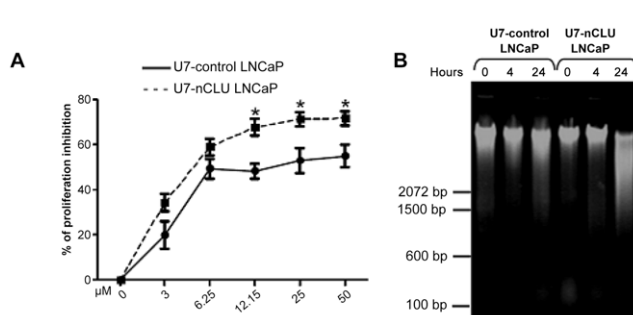 A
U7-control LNCaP
U7-nCLU LNCaP
% of proliferation inhibition
80
60
40
20
0
* * *
µM 0 3 6.25 12.15 25 50
B
U7-control LNCaP
U7-nCLU LNCaP
Hours 0 4 24 0 4 24
2072 bp
1500 bp
600 bp
100 bp